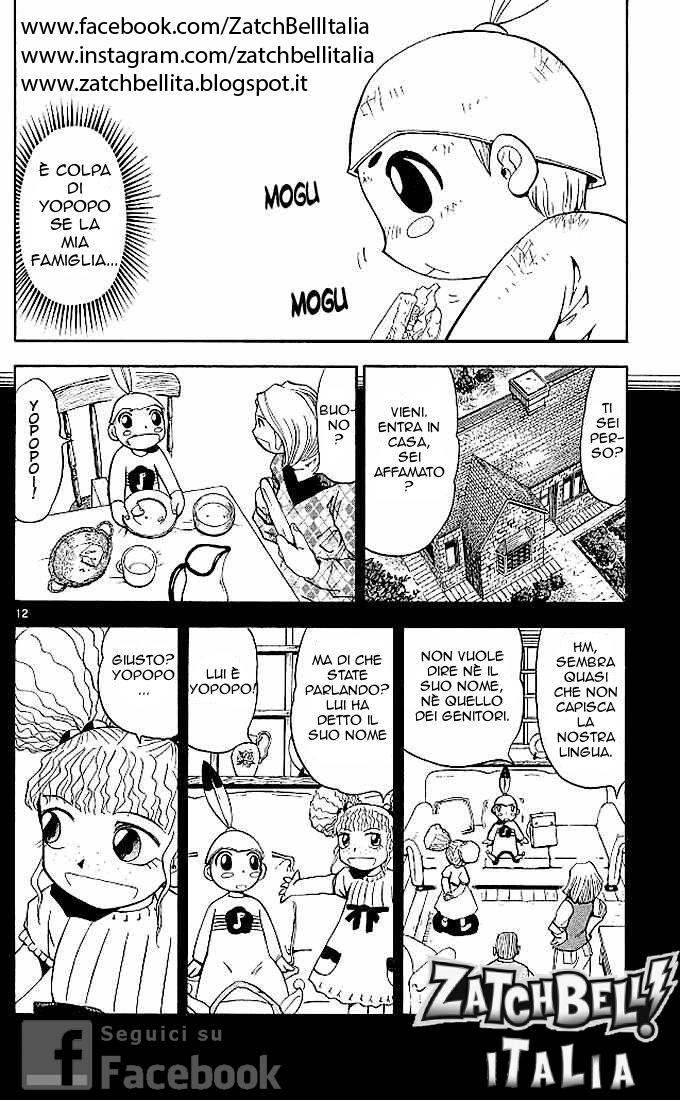 www.facebook.com/ZatchBellItalia
www.instagram.com/zatchbellitalia
www.zatchbellita.blogspot.it
È COLPA
DI
YOPOPO
SE LA
MIA
FAMIGLIA...
MOGU
MOGU
TI
SEI
PER-
SO?
VIENI.
ENTRA IN
CASA,
SEI
AFFAMATO
?
BUO-
NO
?
YOPOPOI!
12
HM,
SEMBRA
QUASI
CHE NON
CAPISCA
LA
NOSTRA
LINGUA.
NON VUOLE
DIRE NÈ IL
SUO NOME,
NÈ QUELLO
DEI GENITORI.
MA DI CHE
STATE
PARLANDO?
LUI HA
DETTO IL
SUO NOME
LUI È
YOPOPO!
GIUSTO?
YOPOPO
...
f Seguici su
Facebook
ZATCHBELL!
ITALIA